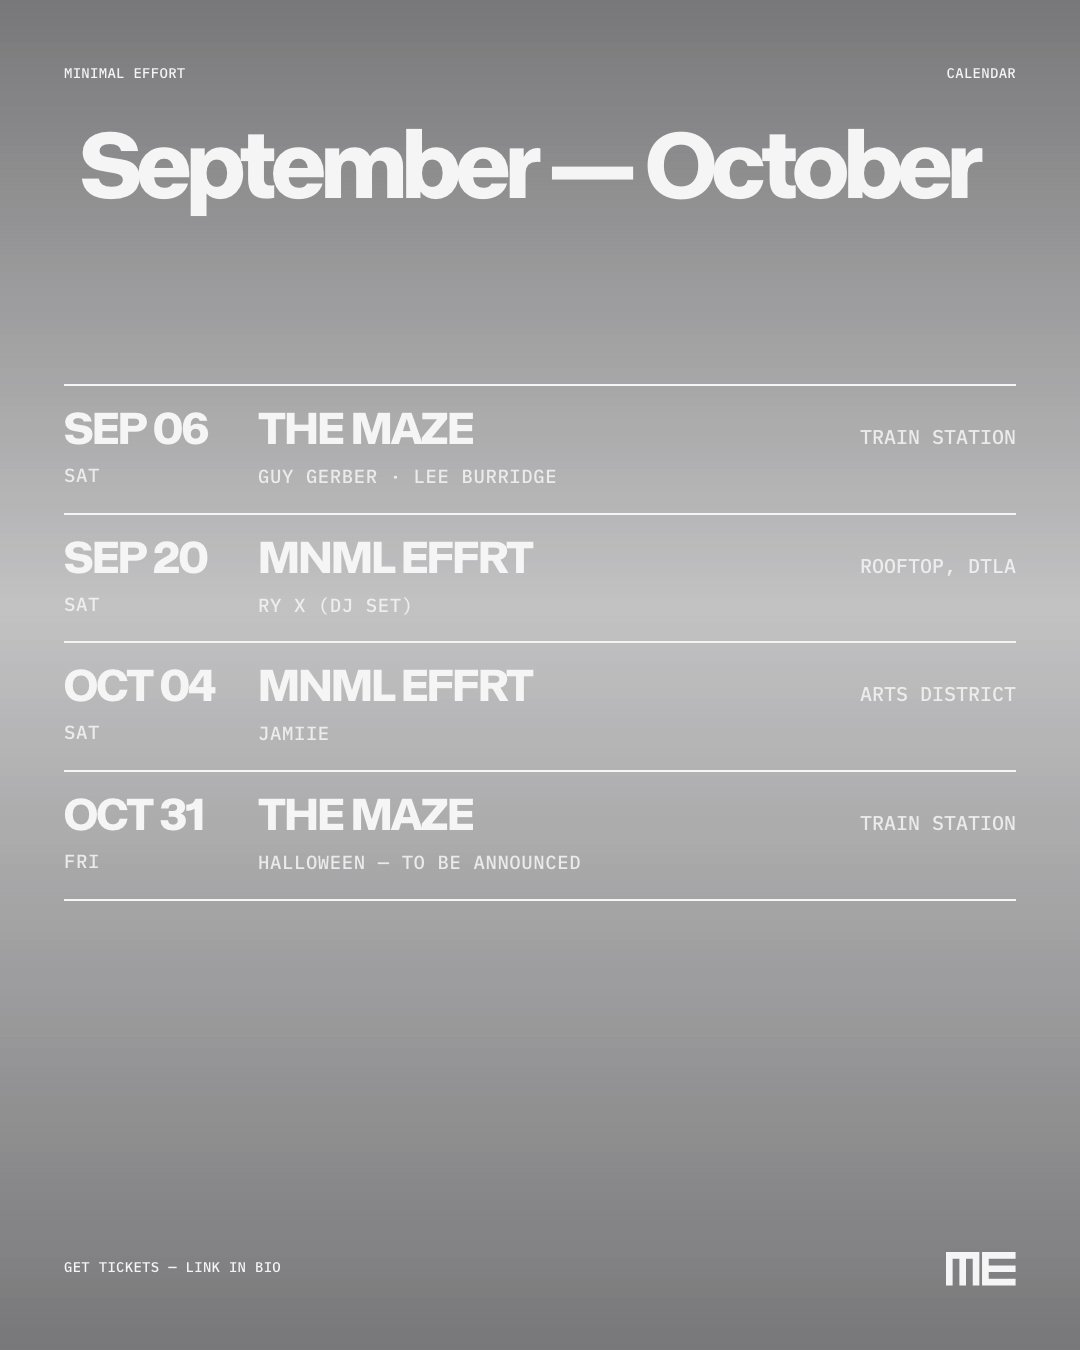 MINIMAL EFFORT
CALENDAR
September — October
SEP 06
THE MAZE
TRAIN STATION
SAT
GUY GERBER · LEE BURRIDGE
SEP 20
MNML EFFRT
ROOFTOP, DTLA
SAT
RY X (DJ SET)
OCT 04
MNML EFFRT
ARTS DISTRICT
SAT
JAMIIE
OCT 31
THE MAZE
TRAIN STATION
FRI
HALLOWEEN — TO BE ANNOUNCED
GET TICKETS — LINK IN BIO
ME